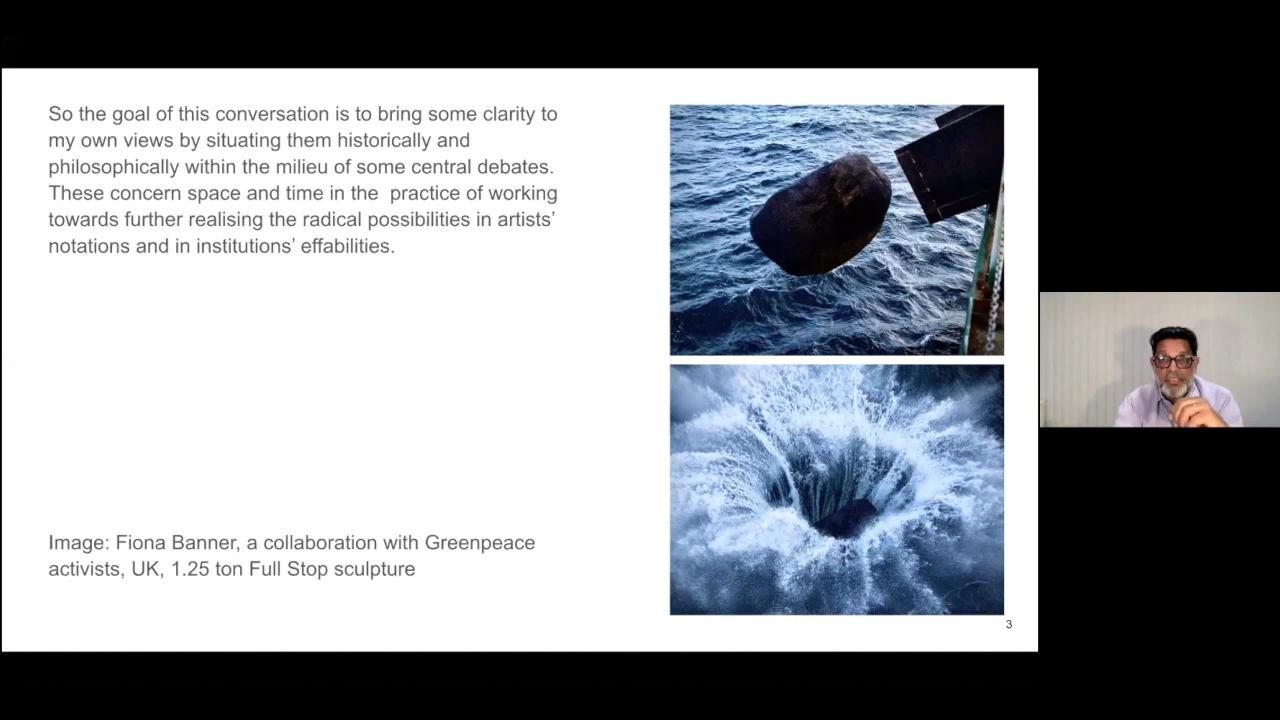 So the goal of this conversation is to bring some clarity to
my own views by situating them historically and
philosophically within the milieu of some central debates.
These concern space and time in the  practice of working
towards further realising the radical possibilities in artists’
notations and in institutions’ effabilities.
Image: Fiona Banner, a collaboration with Greenpeace
activists, UK, 1.25 ton Full Stop sculpture
3